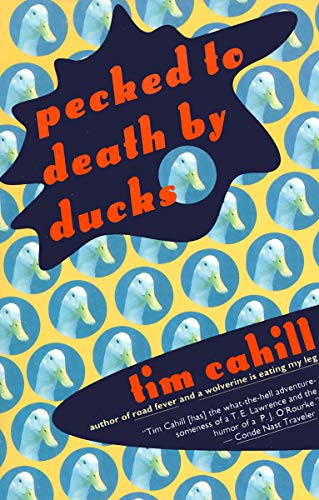 pecked to
death by
ducks
tim cahill
author of road fever and a wolverine is eating my leg
"Tim Cahill [has] the what-the-hell adventure-
someness of a T. E. Lawrence and the
humor of a P. J. O'Rourke."
— Condé Nast Traveler